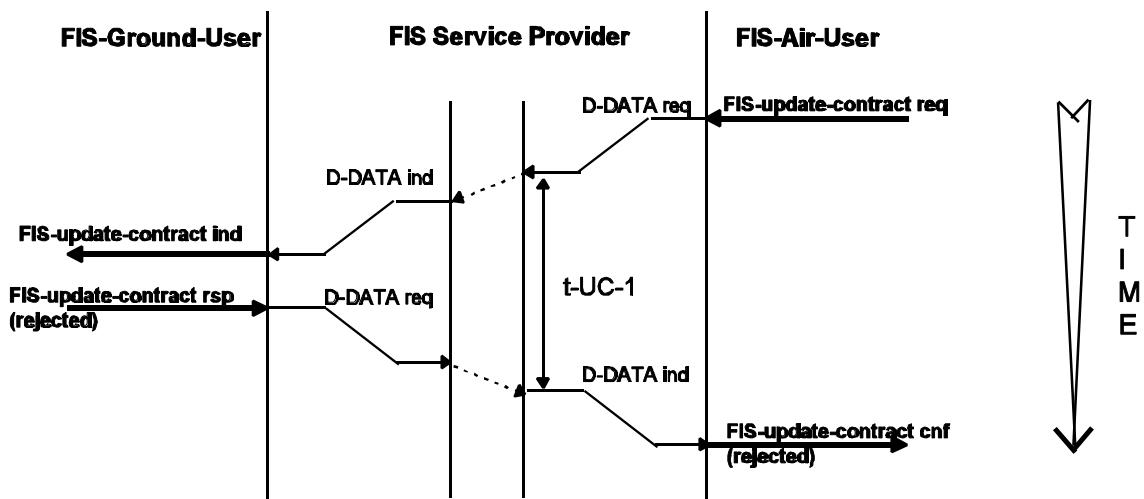 FIS-Ground-User
FIS Service Provider
FIS-Air-User
D-DATA req
FIS-update-contract req
D-DATA ind
FIS-update-contract ind
FIS-update-contract rsp
(rejected)
D-DATA req
t-UC-1
D-DATA ind
FIS-update-contract cnf
(rejected)
T
I
M
E